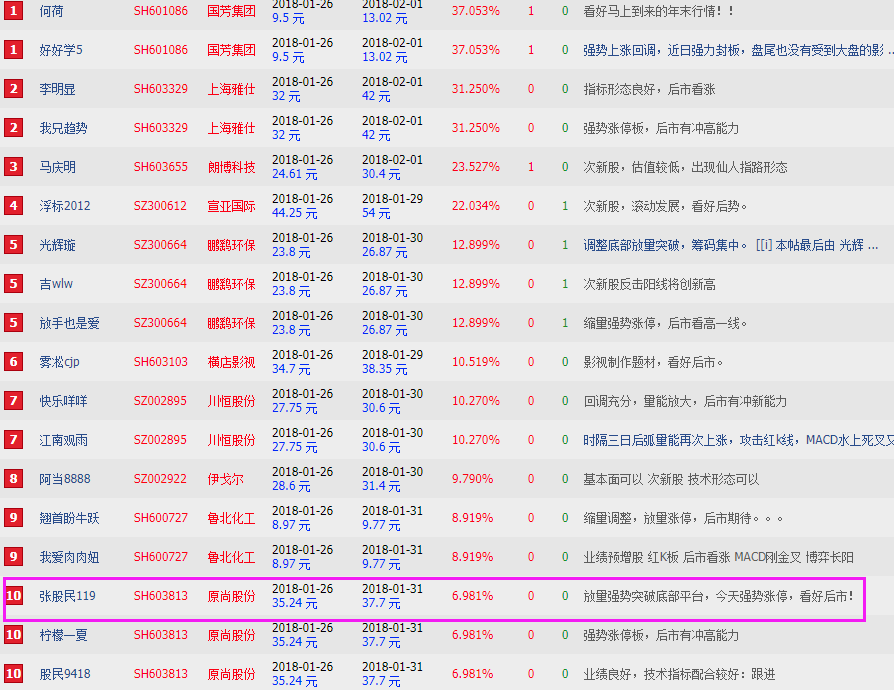 1 何荷 SH601086 国芳集团 2018-01-26 2018-02-01 37.053% 1 0 看好马上到来的年末行情！！
9.5 元 13.02 元
1 好好学5 SH601086 国芳集团 2018-01-26 2018-02-01 37.053% 1 0 强势上涨回调，近日强力封板，盘尾也没有受到大盘的影 ...
9.5 元 13.02 元
2 李明显 SH603329 上海雅仕 2018-01-26 2018-02-01 31.250% 0 0 指标形态良好，后市看涨
32 元 42 元
2 我兄趋势 SH603329 上海雅仕 2018-01-26 2018-02-01 31.250% 0 0 强势涨停板，后市有冲高能力
32 元 42 元
3 马庆明 SH603655 朗博科技 2018-01-26 2018-02-01 23.527% 1 0 次新股，估值较低，出现仙人指路形态
24.61 元 30.4 元
4 浮标2012 SZ300612 宣亚国际 2018-01-26 2018-01-29 22.034% 0 1 次新股，滚动发展，看好后势。
44.25 元 54 元
5 光辉璇 SZ300664 鹏鹞环保 2018-01-26 2018-01-30 12.899% 0 1 调整底部放量突破，筹码集中。 [[i] 本帖最后由 光辉 ...
23.8 元 26.87 元
5 吉wlw SZ300664 鹏鹞环保 2018-01-26 2018-01-30 12.899% 0 1 次新股反击阳线将创新高
23.8 元 26.87 元
5 放手也是爱 SZ300664 鹏鹞环保 2018-01-26 2018-01-30 12.899% 0 1 缩量强势涨停，后市看高一线。
23.8 元 26.87 元
6 雾凇cjp SH603103 横店影视 2018-01-26 2018-01-29 10.519% 0 0 影视制作题材，看好后市。
34.7 元 38.35 元
7 快乐咩咩 SZ002895 川恒股份 2018-01-26 2018-01-30 10.270% 0 0 回调充分，量能放大，后市有冲新能力
27.75 元 30.6 元
7 江南观雨 SZ002895 川恒股份 2018-01-26 2018-01-30 10.270% 0 0 时隔三日后弧量能再次上涨，攻击红k线，MACD水上死叉又
27.75 元 30.6 元
8 阿当8888 SZ002922 伊戈尔 2018-01-26 2018-01-30 9.790% 0 0 基本面可以 次新股 技术形态可以
28.6 元 31.4 元
9 翘首盼牛跃 SH600727 鲁北化工 2018-01-26 2018-01-31 8.919% 0 0 缩量调整，放量涨停，后市期待。。。
8.97 元 9.77 元
9 我爱肉肉妞 SH600727 鲁北化工 2018-01-26 2018-01-31 8.919% 0 0 业绩预增股 红K板 后市看涨 MACD刚金叉 博弈长阳
8.97 元 9.77 元
10 张股民119 SH603813 原尚股份 2018-01-26 2018-01-31 6.981% 0 0 放量强势突破底部平台，今天强势涨停，看好后市！
35.24 元 37.7 元
10 柠檬一夏 SH603813 原尚股份 2018-01-26 2018-01-31 6.981% 0 0 强势涨停板，后市有冲高能力
35.24 元 37.7 元
10 股民9418 SH603813 原尚股份 2018-01-26 2018-01-31 6.981% 0 0 业绩良好，技术指标配合较好：跟进
35.24 元 37.7 元